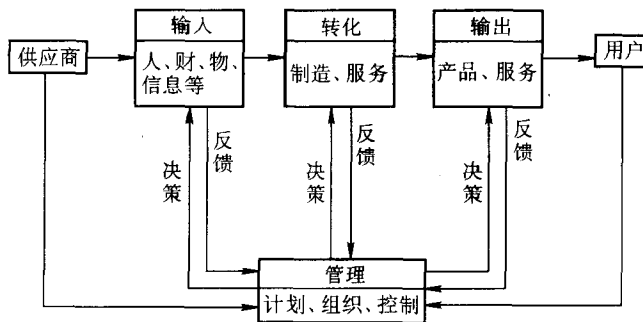 供应商
输入
人、财、物、
信息等
转化
制造、服务
输出
产品、服务
用户
决策
反馈
决策
反馈
决策
反馈
管理
计划、组织、控制